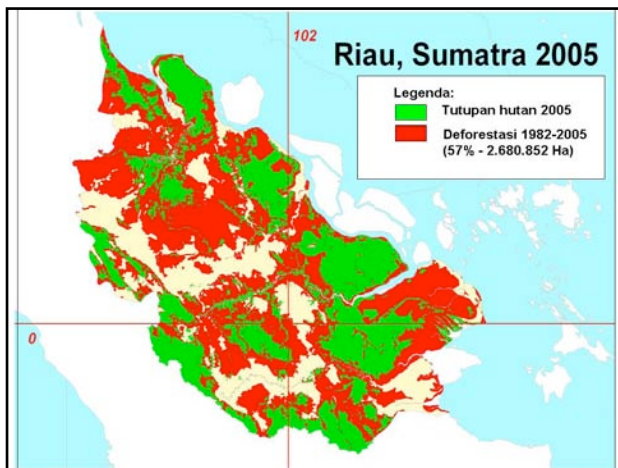 102
Riau, Sumatra 2005
Legenda:
Tutupan hutan 2005
Deforestasi 1982-2005
(57% - 2.680.852 Ha)
0